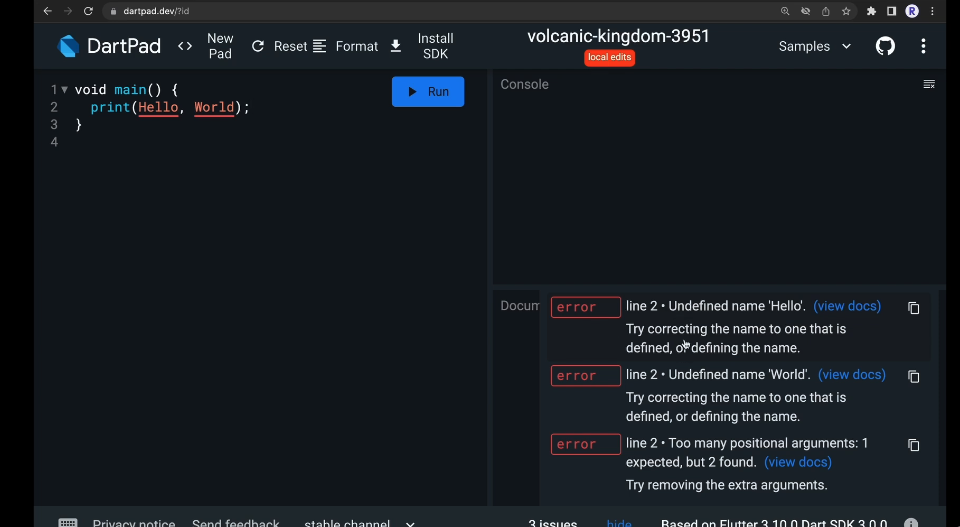 dartpad.dev/?id
DartPad
New Pad
Reset
Format
Install SDK
volcanic-kingdom-3951
local edits
Samples
1 void main() {
2 print(Hello, World);
3 }
4
Run
Console
Docum
error line 2 • Undefined name 'Hello'. (view docs)
Try correcting the name to one that is
defined, or defining the name.
error line 2 • Undefined name 'World'. (view docs)
Try correcting the name to one that is
defined, or defining the name.
error line 2 • Too many positional arguments: 1
expected, but 2 found. (view docs)
Try removing the extra arguments.
Privacy notice Send feedback stable channel
3 issues hide Based on Flutter 3.10.0 Dart SDK 3.0.0
R